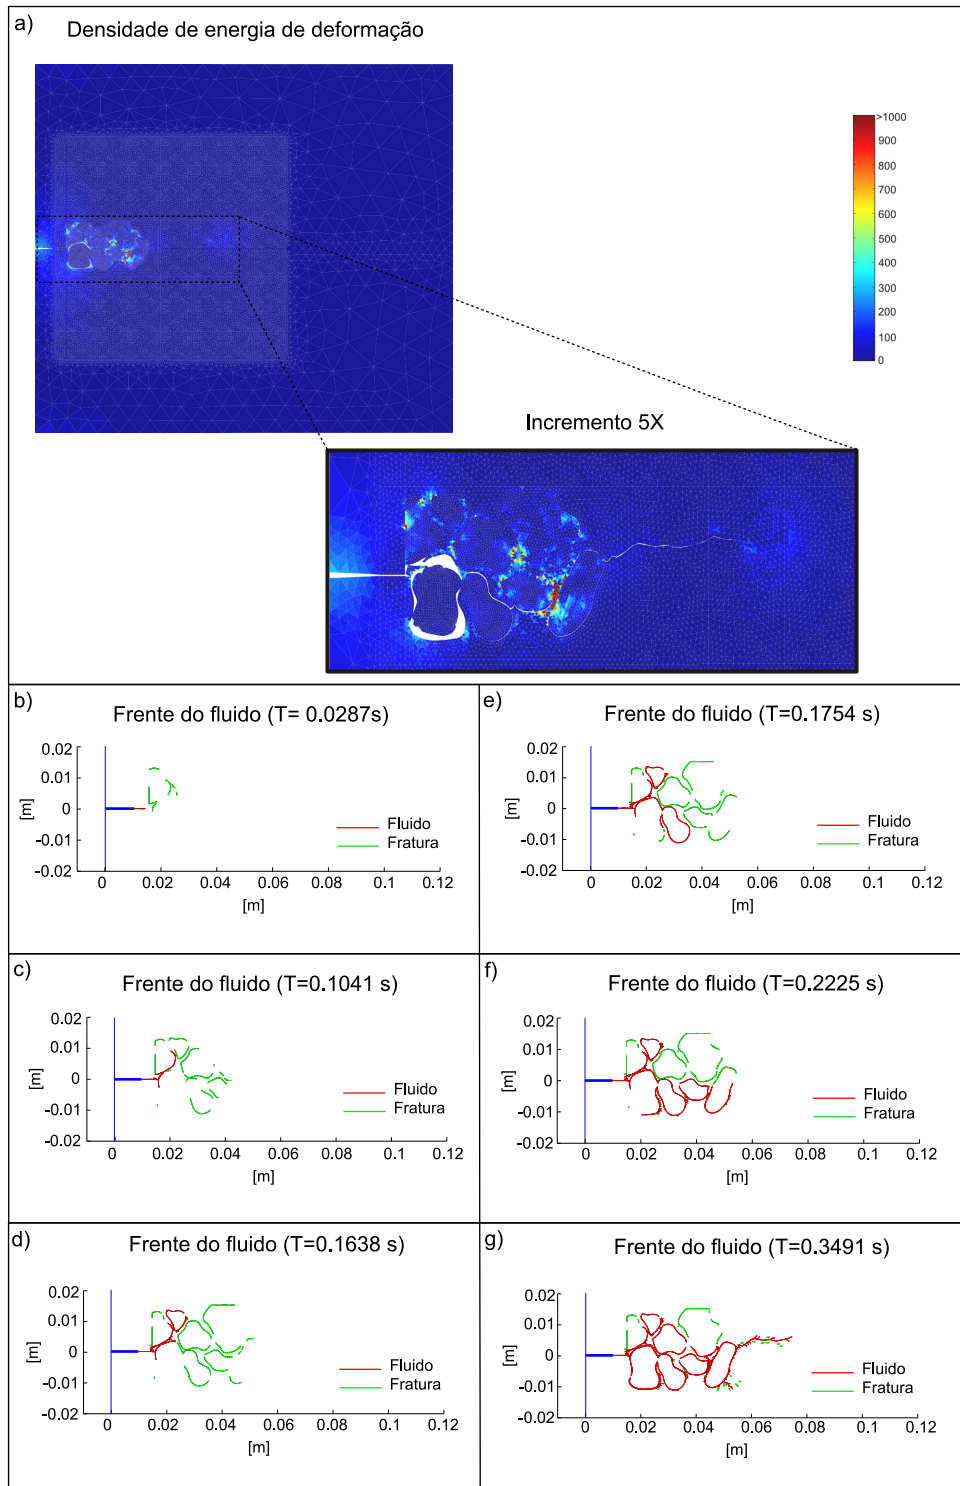 a)
Densidade de energia de deformação
>1000
900
800
700
600
500
400
300
200
100
0
Incremento 5X
b)
Frente do fluido (T= 0.0287s)
0.02
0.01
0
-0.01
-0.02
[m]
Fluido
Fratura
0
0.02
0.04
0.06
0.08
0.1
0.12
[m]
e)
Frente do fluido (T=0.1754 s)
0.02
0.01
0
-0.01
-0.02
[m]
Fluido
Fratura
0
0.02
0.04
0.06
0.08
0.1
0.12
[m]
c)
Frente do fluido (T=0.1041 s)
0.02
0.01
0
-0.01
-0.02
[m]
Fluido
Fratura
0
0.02
0.04
0.06
0.08
0.1
0.12
[m]
f)
Frente do fluido (T=0.2225 s)
0.02
0.01
0
-0.01
-0.02
[m]
Fluido
Fratura
0
0.02
0.04
0.06
0.08
0.1
0.12
[m]
d)
Frente do fluido (T=0.1638 s)
0.02
0.01
0
-0.01
-0.02
[m]
Fluido
Fratura
0
0.02
0.04
0.06
0.08
0.1
0.12
[m]
g)
Frente do fluido (T=0.3491 s)
0.02
0.01
0
-0.01
-0.02
[m]
Fluido
Fratura
0
0.02
0.04
0.06
0.08
0.1
0.12
[m]